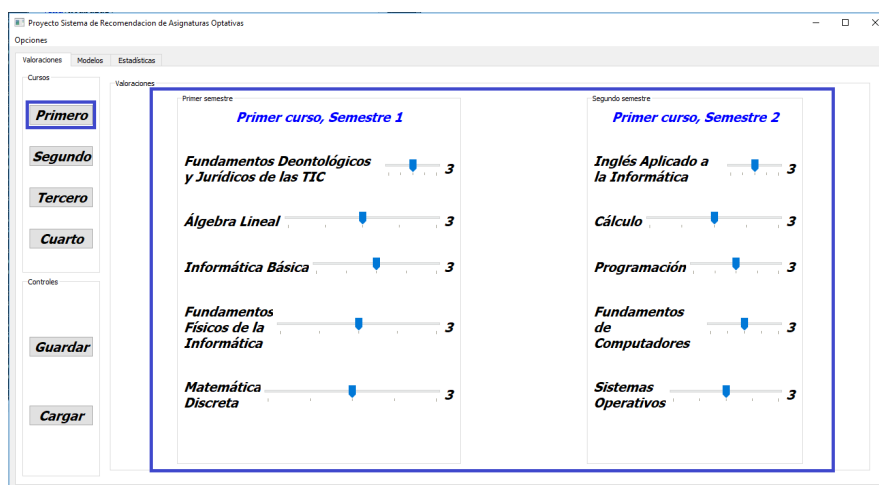 Proyecto Sistema de Recomendacion de Asignaturas Optativas
Opciones
Valoraciones Modelos Estadísticas
Cursos
Primero
Segundo
Tercero
Cuarto
Controles
Guardar
Cargar
Valoraciones
Primer semestre
Primer curso, Semestre 1
Fundamentos Deontológicos
y Jurídicos de las TIC
3
Álgebra Lineal
3
Informática Básica
3
Fundamentos
Físicos de la
Informática
3
Matemática
Discreta
3
Segundo semestre
Primer curso, Semestre 2
Inglés Aplicado a
la Informática
3
Cálculo
3
Programación
3
Fundamentos
de
Computadores
3
Sistemas
Operativos
3